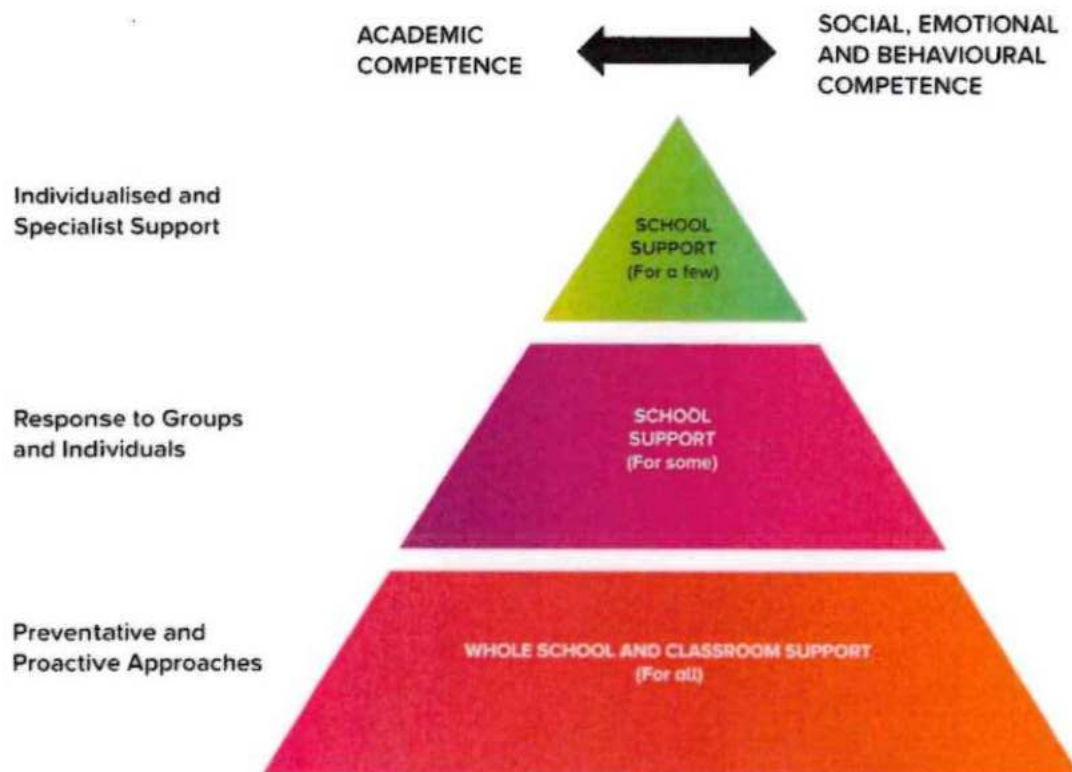 ACADEMIC
COMPETENCE
SOCIAL, EMOTIONAL
AND BEHAVIOURAL
COMPETENCE
Individualised and
Specialist Support
SCHOOL
SUPPORT
(For a few)
Response to Groups
and Individuals
SCHOOL
SUPPORT
(For some)
Preventative and
Proactive Approaches
WHOLE SCHOOL AND CLASSROOM SUPPORT
(For all)